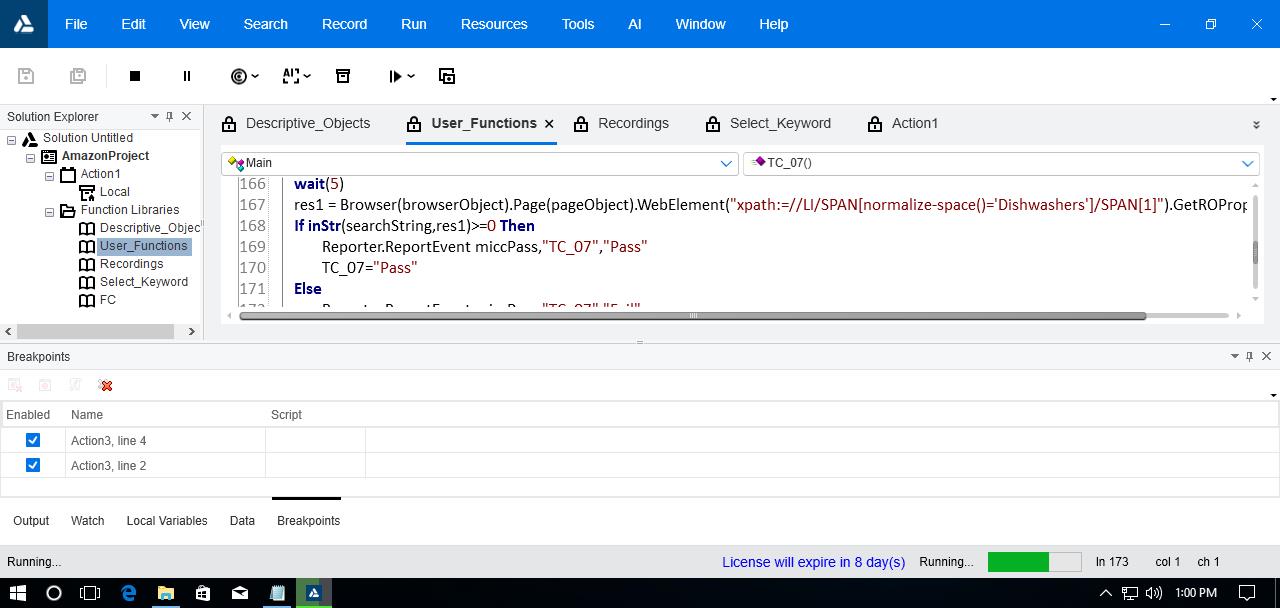 File Edit View Search Record Run Resources Tools AI Window Help
Solution Explorer
Solution Untitled
AmazonProject
Action1
Local
Function Libraries
Descriptive_Objec
User_Functions
Recordings
Select_Keyword
FC
Descriptive_Objects User_Functions Recordings Select_Keyword Action1
Main TC_07()
166 wait(5)
167 res1 = Browser(browserObject).Page(pageObject).WebElement("xpath:=//LI/SPAN[normalize-space()='Dishwashers']/SPAN[1]").GetROProp
168 If inStr(searchString,res1)>=0 Then
169 Reporter.ReportEvent miccPass,"TC_07","Pass"
170 TC_07="Pass"
171 Else
Breakpoints
Enabled Name Script
Action3, line 4
Action3, line 2
Output Watch Local Variables Data Breakpoints
Running... License will expire in 8 day(s) Running... ln 173 col 1 ch 1
1:00 PM